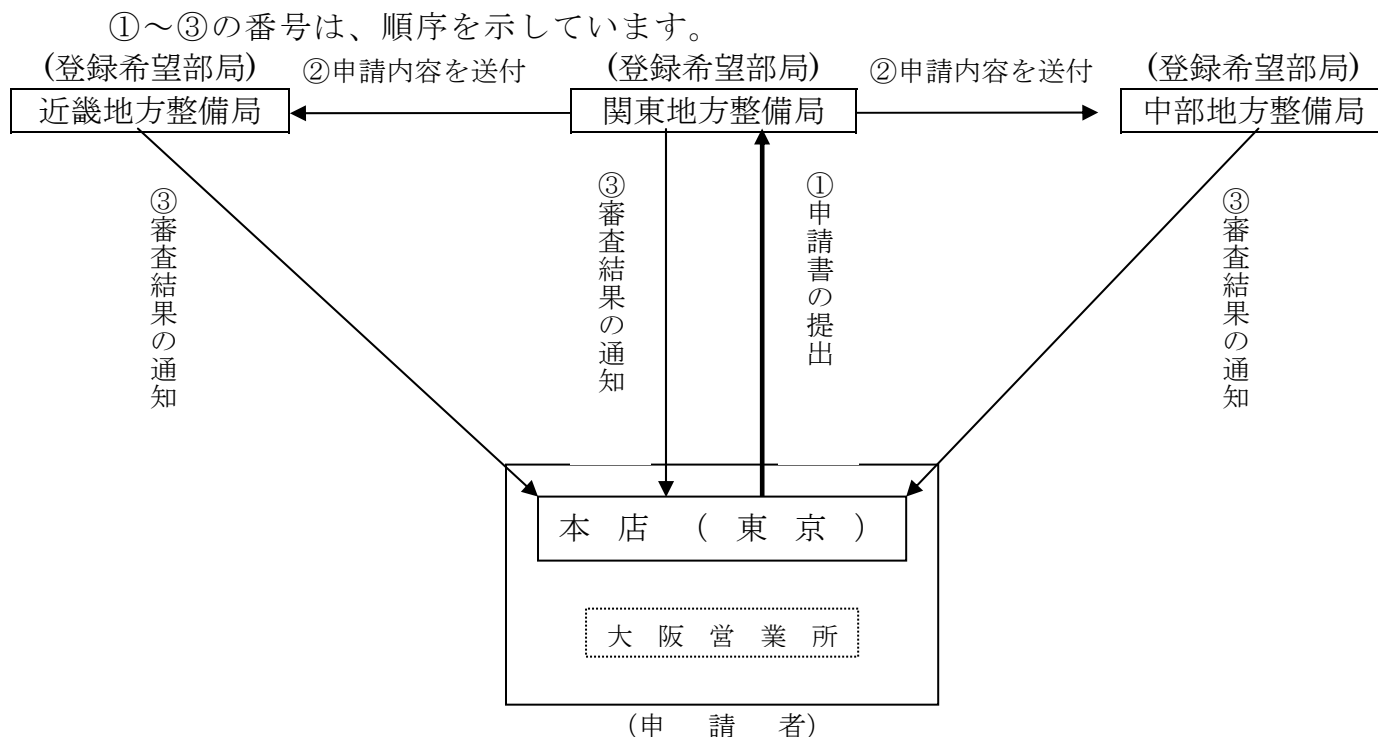 ①～③の番号は、順序を示しています。
(登録希望部局)
②申請内容を送付
(登録希望部局)
②申請内容を送付
(登録希望部局)
近畿地方整備局
関東地方整備局
中部地方整備局
③審査結果の通知
③審査結果の通知
①申請書の提出
③審査結果の通知
本店（東京）
大阪営業所
(申請者)